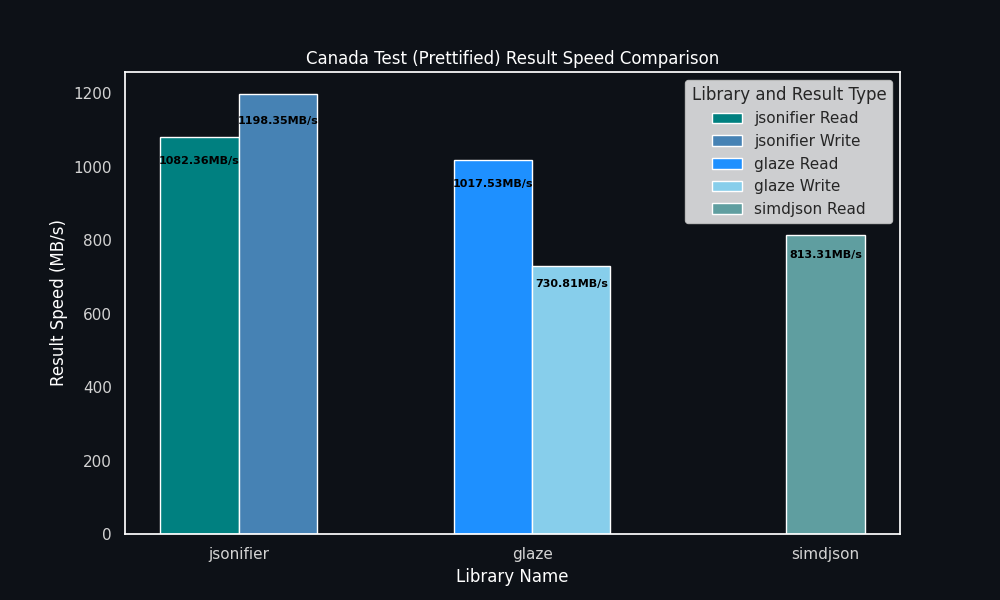 Canada Test (Prettified) Result Speed Comparison
1200
1000
800
600
400
200
0
Result Speed (MB/s)
1082.36MB/s
1198.35MB/s
1017.53MB/s
730.81MB/s
813.31MB/s
Library and Result Type
jsonifier Read
jsonifier Write
glaze Read
glaze Write
simdjson Read
jsonifier
glaze
simdjson
Library Name